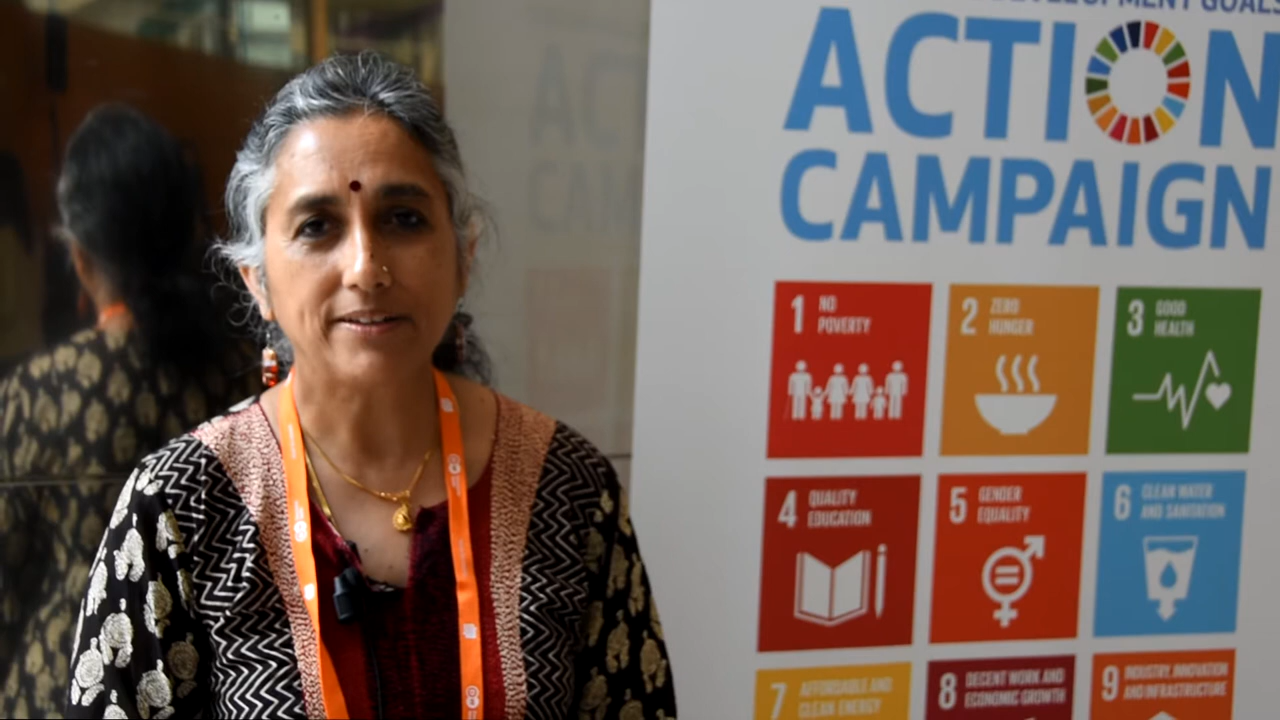 DEVELOPMENT GOALS
ACTION
CAMPAIGN
1 NO
POVERTY
2 ZERO
HUNGER
3 GOOD
HEALTH
4 QUALITY
EDUCATION
5 GENDER
EQUALITY
6 CLEAN WATER
AND SANITATION
7 AFFORDABLE AND
CLEAN ENERGY
8 DECENT WORK AND
ECONOMIC GROWTH
9 INDUSTRY, INNOVATION
AND INFRASTRUCTURE